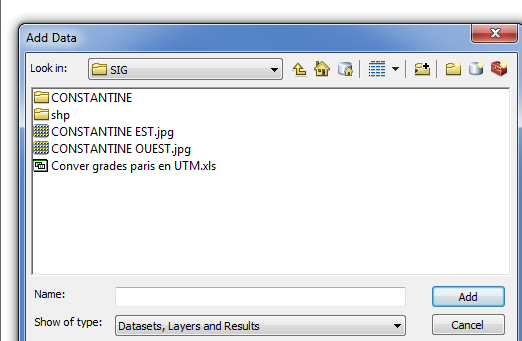 Add Data
Look in: SIG
CONSTANTINE
shp
CONSTANTINE EST.jpg
CONSTANTINE OUEST.jpg
Conver grades paris en UTM.xls
Name: Add
Show of type: Datasets, Layers and Results Cancel